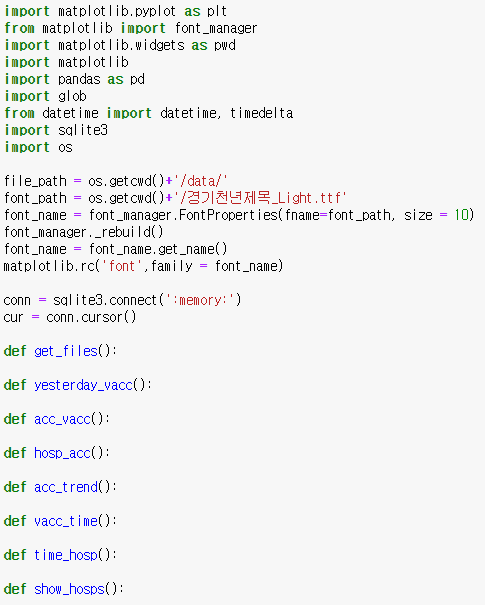 import matplotlib.pyplot as plt
from matplotlib import font_manager
import matplotlib.widgets as pwd
import matplotlib
import pandas as pd
import glob
from datetime import datetime, timedelta
import sqlite3
import os
file_path = os.getcwd()+'/data/'
font_path = os.getcwd()+'/경기천년제목_Light.ttf'
font_name = font_manager.FontProperties(fname=font_path, size = 10)
font_manager._rebuild()
font_name = font_name.get_name()
matplotlib.rc('font',family = font_name)
conn = sqlite3.connect(':memory:')
cur = conn.cursor()
def get_files():
def yesterday_vacc():
def acc_vacc():
def hosp_acc():
def acc_trend():
def vacc_time():
def time_hosp():
def show_hosps():